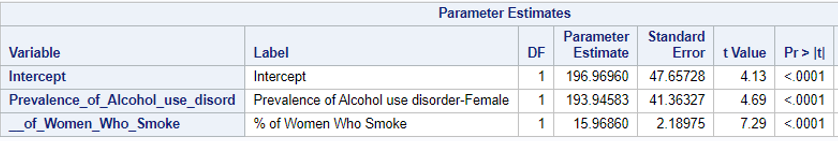 Parameter Estimates
Variable Label DF Parameter Estimate Standard Error t Value Pr > |t|
Intercept Intercept 1 196.96960 47.65728 4.13 <.0001
Prevalence_of_Alcohol_use_disord Prevalence of Alcohol use disorder-Female 1 193.94583 41.36327 4.69 <.0001
__of_Women_Who_Smoke % of Women Who Smoke 1 15.96860 2.18975 7.29 <.0001